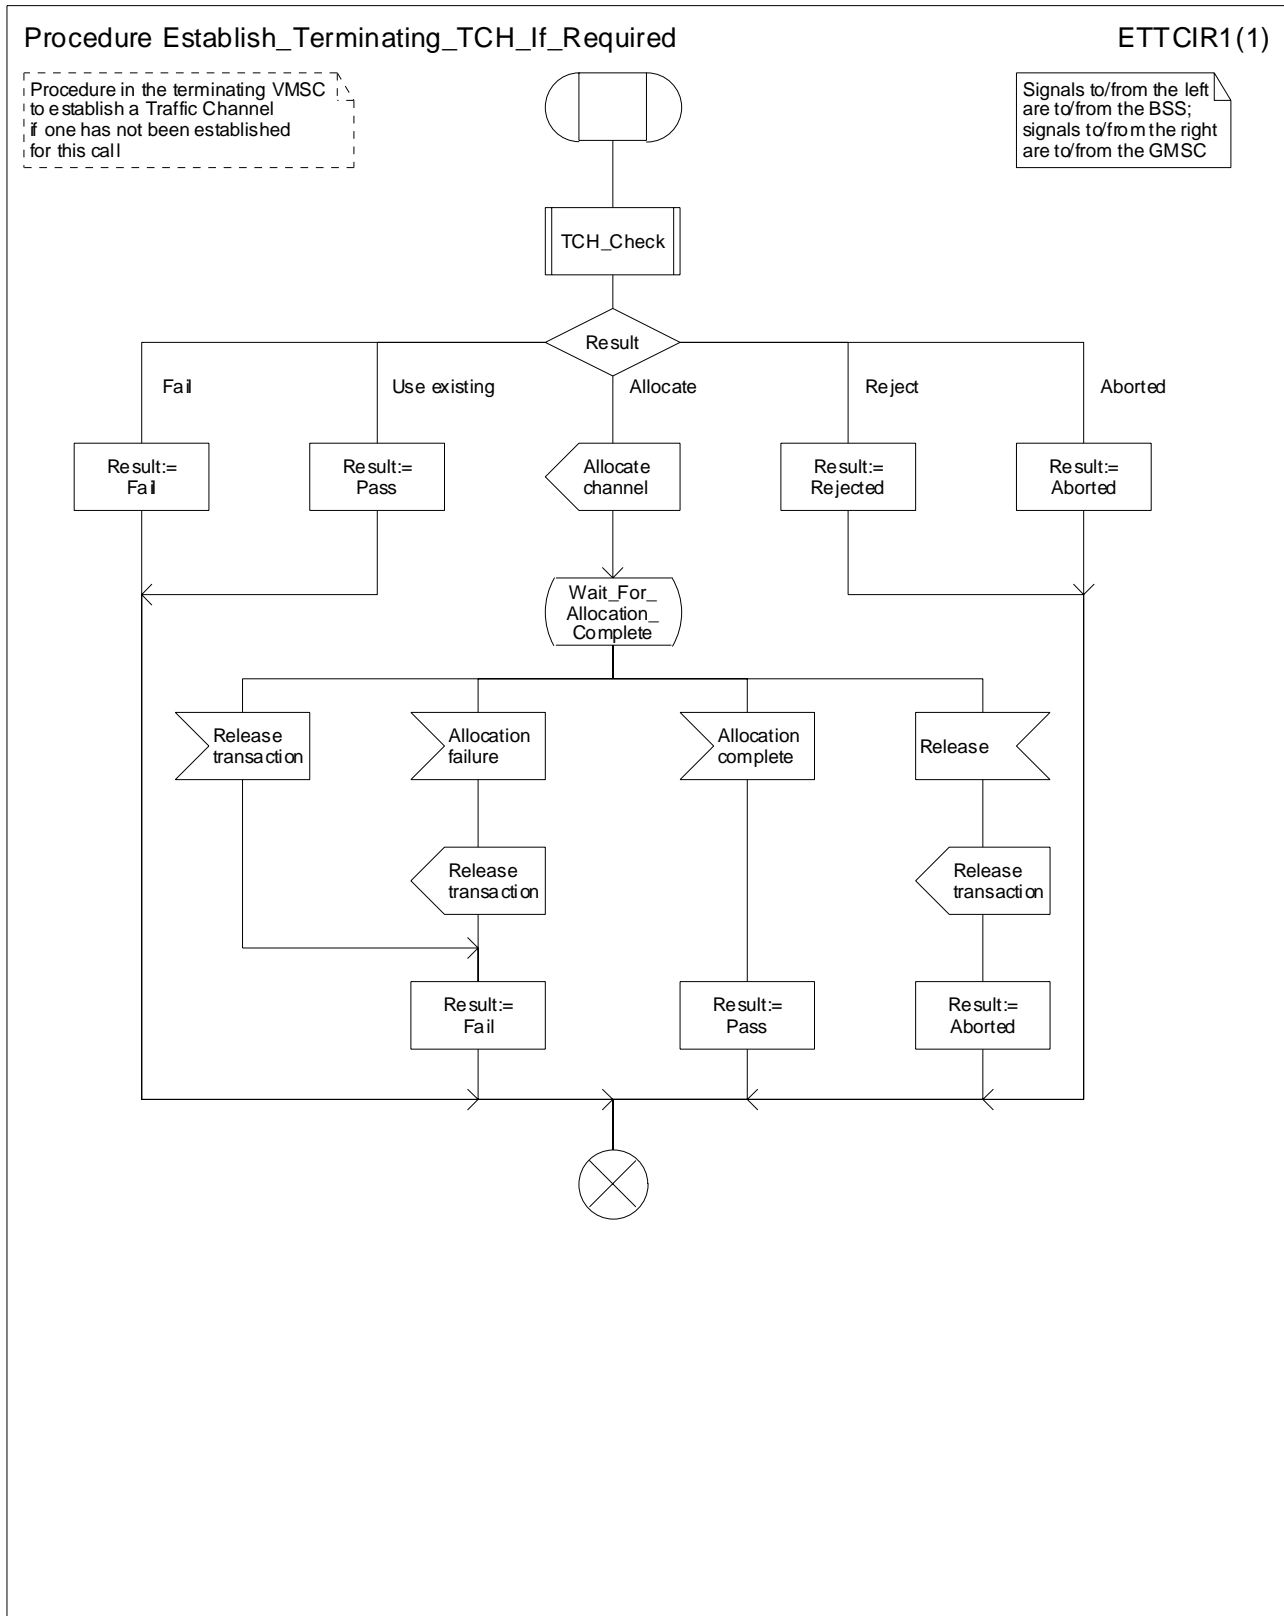 Procedure Establish_Terminating_TCH_If_Required
ETTCIR1(1)
Procedure in the terminating VMSC
to establish a Traffic Channel
if one has not been established
for this call
Signals to/from the left
are to/from the BSS;
signals to/from the right
are to/from the GMSC
TCH_Check
Result
Fail
Use existing
Allocate
Reject
Aborted
Result:=
Fail
Result:=
Pass
Allocate
channel
Result:=
Rejected
Result:=
Aborted
Wait_For_
Allocation_
Complete
Release
transaction
Allocation
failure
Allocation
complete
Release
Release
transaction
Release
transaction
Result:=
Fail
Result:=
Pass
Result:=
Aborted